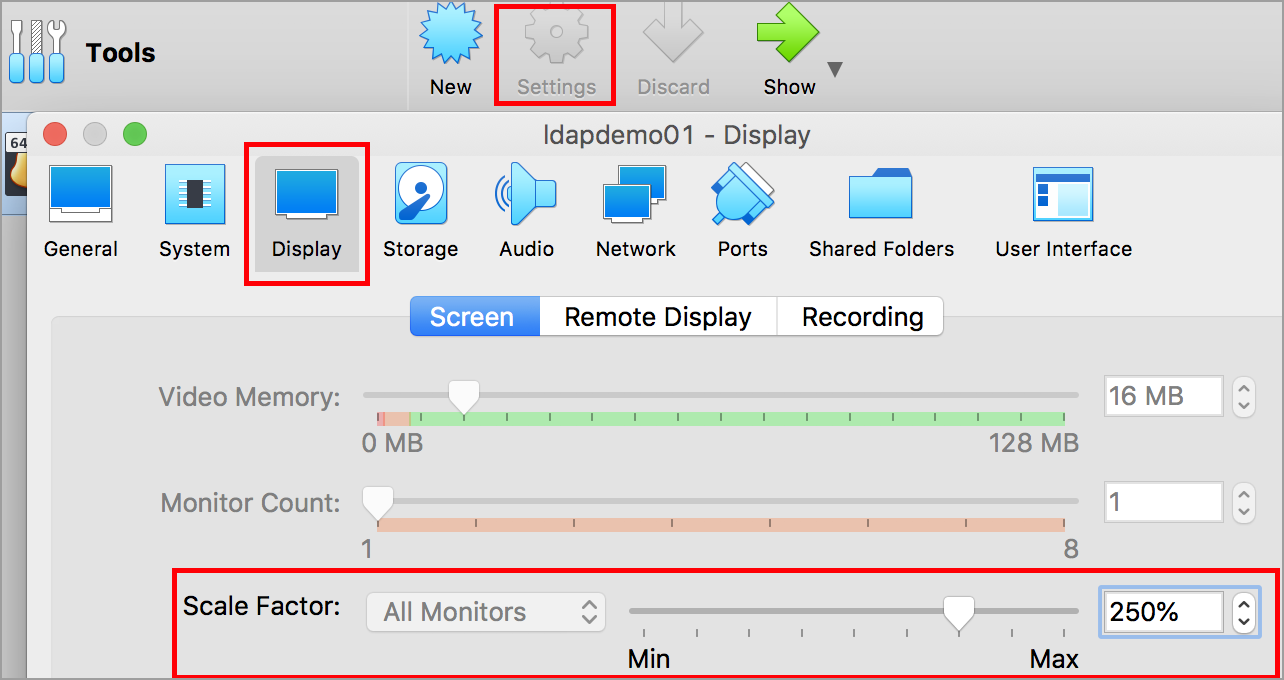 Tools
New Settings Discard Show
64
ldapdemo01 - Display
General System Display Storage Audio Network Ports Shared Folders User Interface
Screen Remote Display Recording
Video Memory: 16 MB
0 MB 128 MB
Monitor Count: 1
1 8
Scale Factor: All Monitors 250%
Min Max